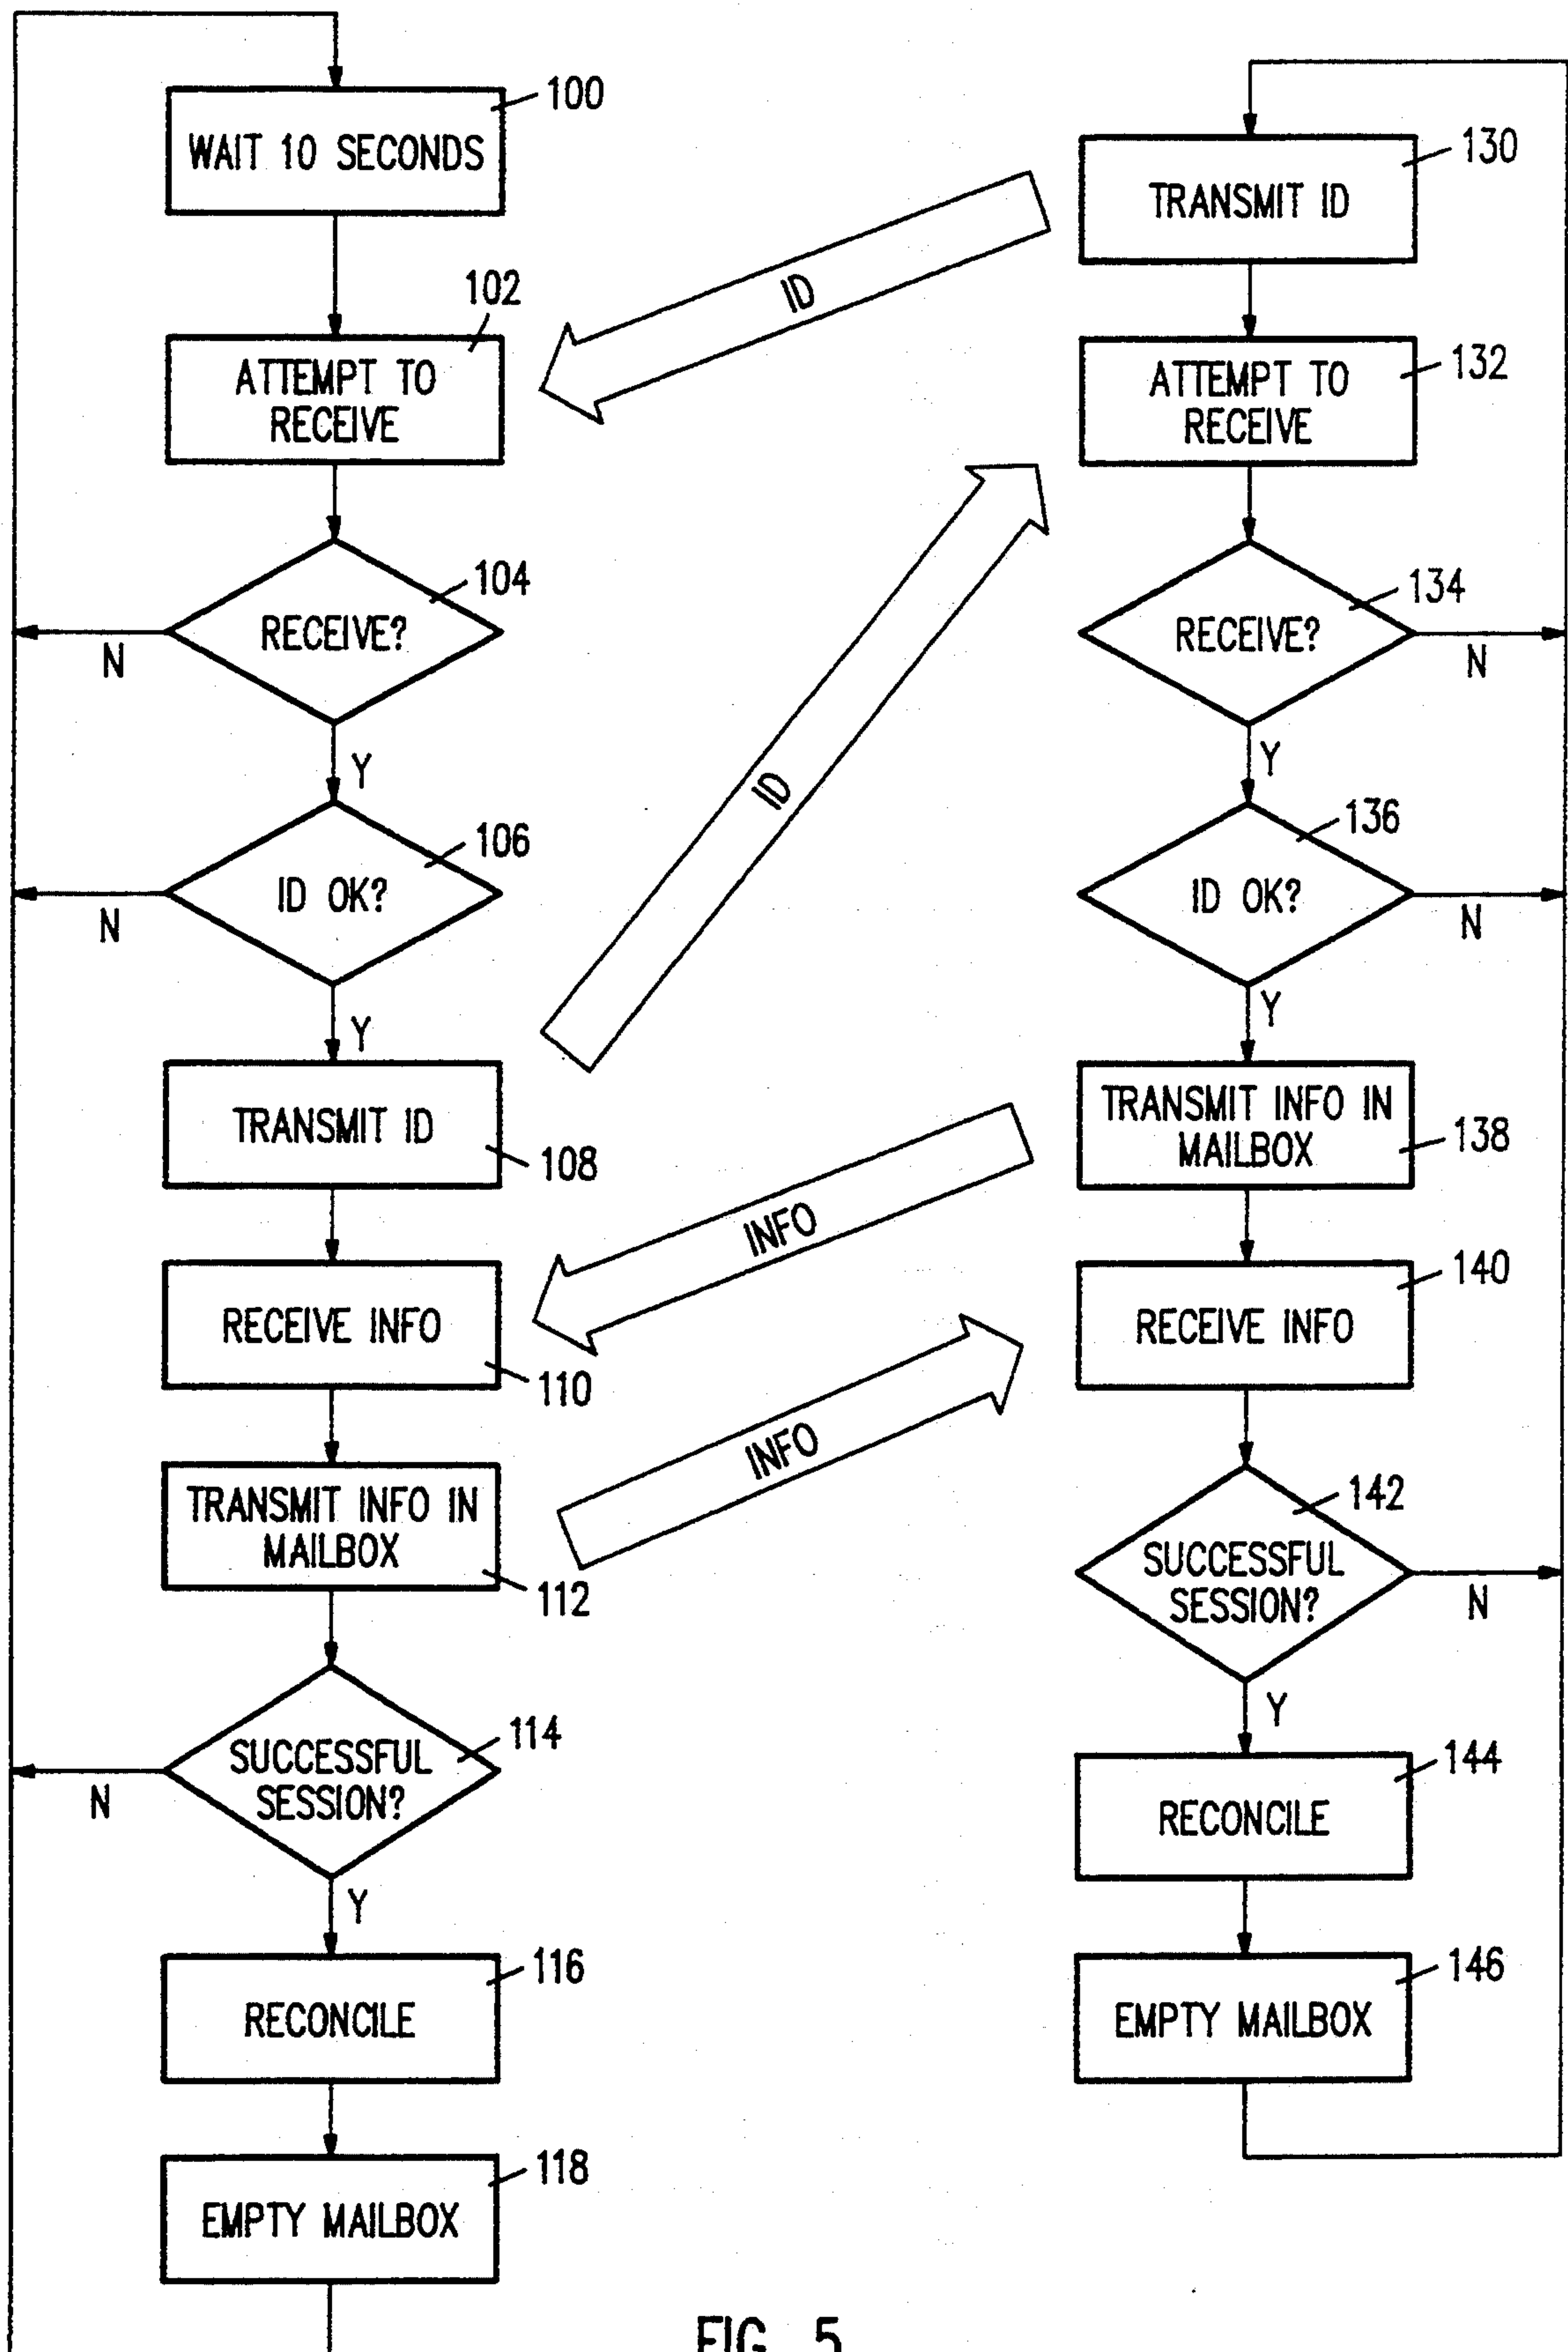 100
WAIT 10 SECONDS
102
ATTEMPT TO
RECEIVE
104
RECEIVE?
N
Y
106
ID OK?
N
Y
TRANSMIT ID
108
RECEIVE INFO
110
TRANSMIT INFO IN
MAILBOX
112
114
SUCCESSFUL
SESSION?
N
Y
116
RECONCILE
118
EMPTY MAILBOX
ID
ID
INFO
INFO
130
TRANSMIT ID
132
ATTEMPT TO
RECEIVE
134
RECEIVE?
N
Y
136
ID OK?
N
Y
TRANSMIT INFO IN
MAILBOX
138
140
RECEIVE INFO
142
SUCCESSFUL
SESSION?
N
Y
144
RECONCILE
146
EMPTY MAILBOX
FIG. 5